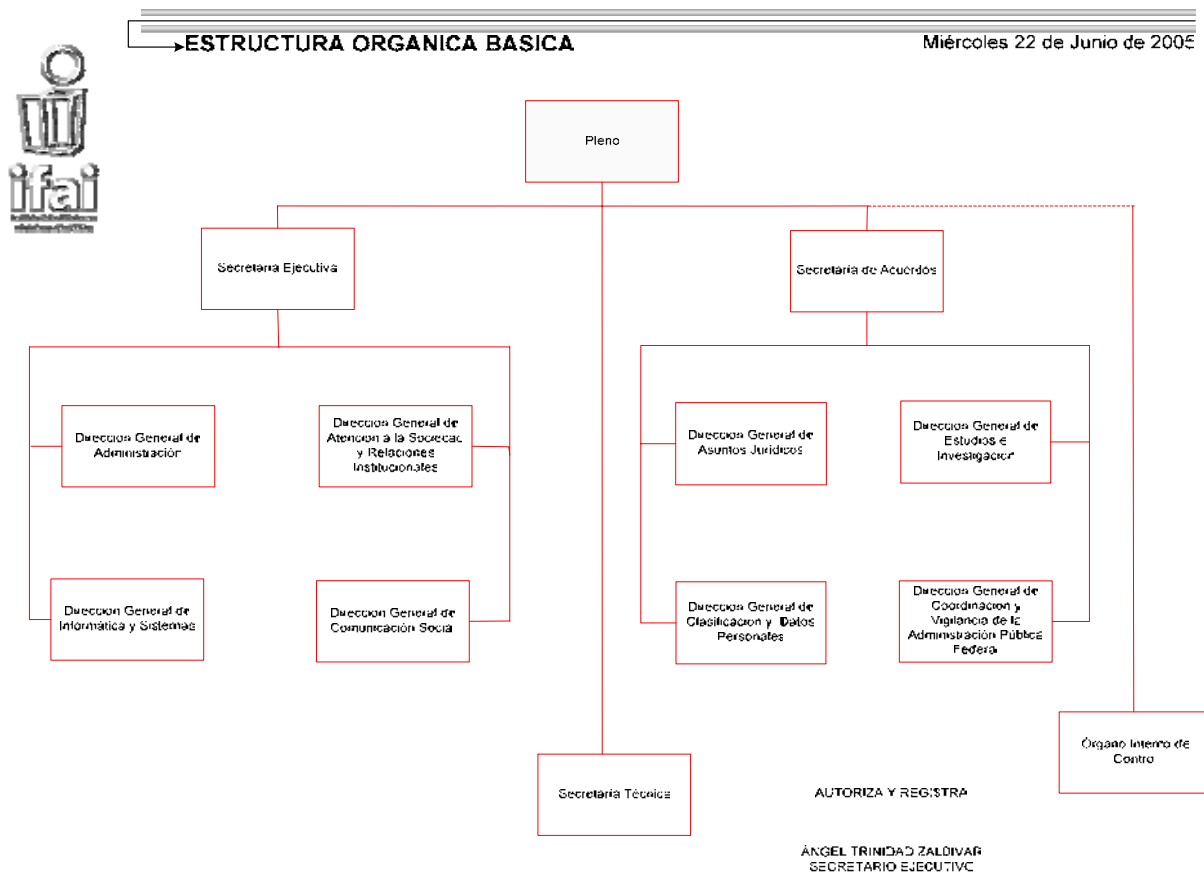 ESTRUCTURA ORGANICA BASICA
Miércoles 22 de Junio de 2005
ifai
Pleno
Secretaria Ejecutiva
Secretaría de Acuerdos
Dirección General de
Administración
Dirección General de
Atención a la Sociedad
y Relaciones
Institucionales
Dirección General de
Asuntos Jurídicos
Dirección General de
Estudios e
Investigación
Dirección General de
Informática y Sistemas
Dirección General de
Comunicación Social
Dirección General de
Clasificación y Datos
Personales
Dirección General de
Coordinación y
Vigilancia de la
Administración Pública
Federal
Órgano Interno de
Control
Secretaría Técnica
AUTORIZA Y REGISTRA
ÁNGEL TRINIDAD ZALDIVAR
SECRETARIO EJECUTIVO